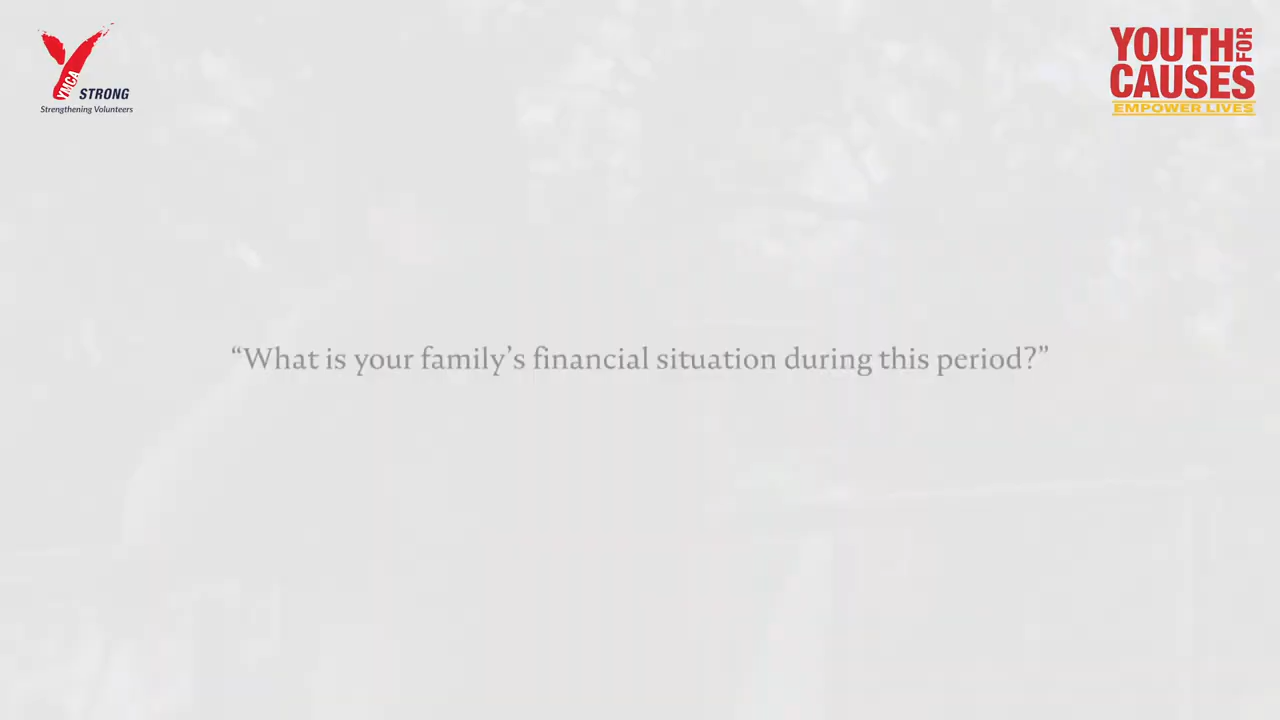 YMCA
STRONG
Strengthening Volunteers
YOUTH FOR
CAUSES
EMPOWER LIVES
“What is your family’s financial situation during this period?”